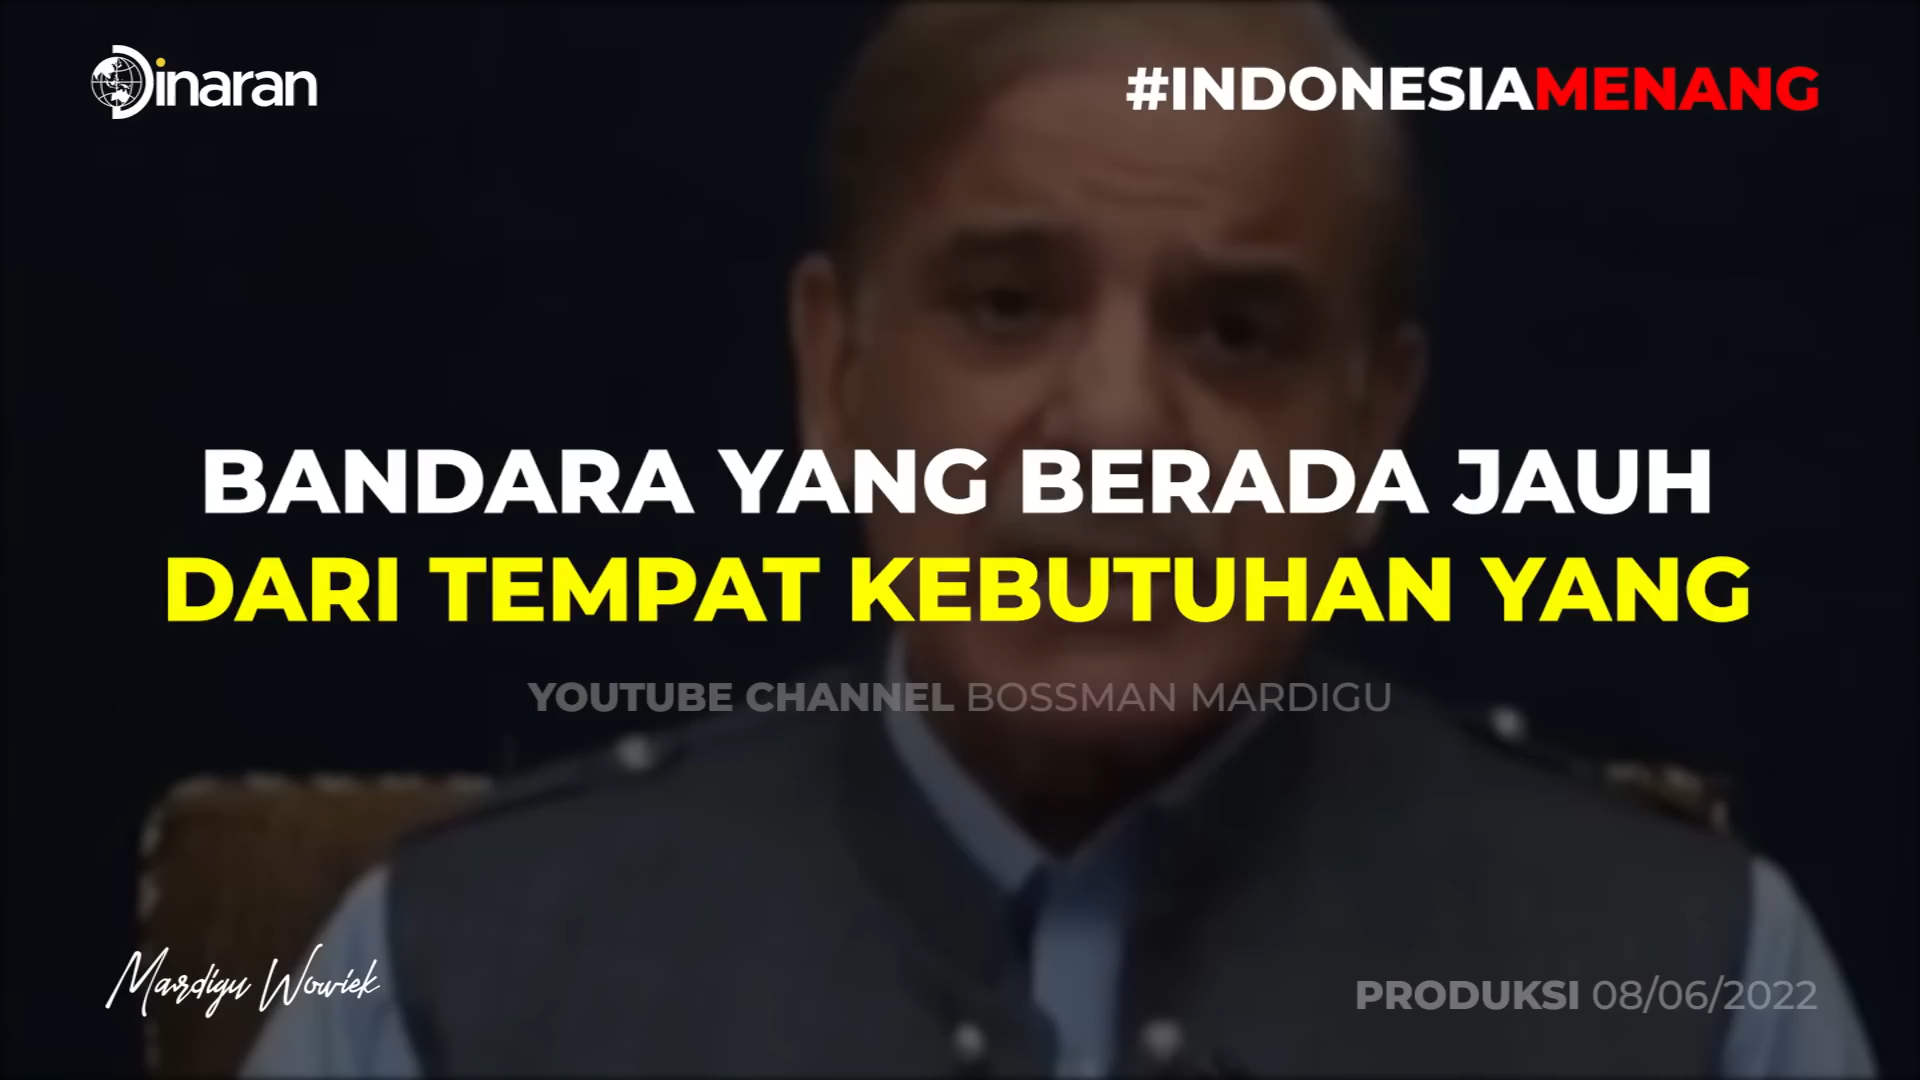 Dinaran
#INDONESIAMENANG
BANDARA YANG BERADA JAUH
DARI TEMPAT KEBUTUHAN YANG
YOUTUBE CHANNEL BOSSMAN MARDIGU
Mardigu Wowiek
PRODUKSI 08/06/2022